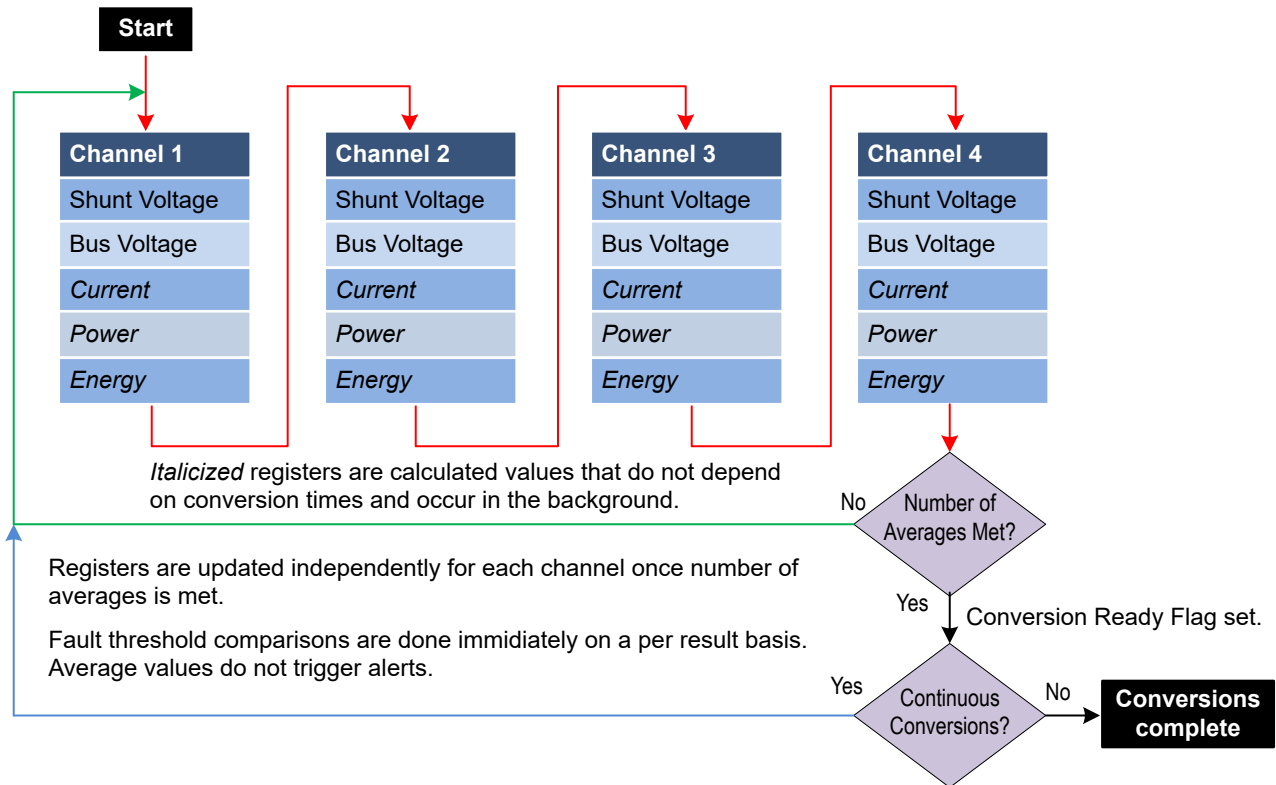 Start
Channel 1
Shunt Voltage
Bus Voltage
Current
Power
Energy
Channel 2
Shunt Voltage
Bus Voltage
Current
Power
Energy
Channel 3
Shunt Voltage
Bus Voltage
Current
Power
Energy
Channel 4
Shunt Voltage
Bus Voltage
Current
Power
Energy
Italicized registers are calculated values that do not depend
on conversion times and occur in the background.
No
Number of
Averages Met?
Registers are updated independently for each channel once number of
averages is met.
Yes
Conversion Ready Flag set.
Fault threshold comparisons are done immidiately on a per result basis.
Average values do not trigger alerts.
Yes
Continuous
Conversions?
No
Conversions
complete